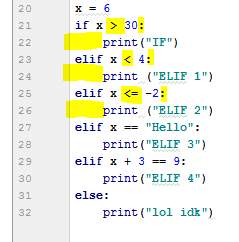 20 x = 6
21 if x > 30:
22     print("IF")
23 elif x < 4:
24     print ("ELIF 1")
25 elif x <= -2:
26     print ("ELIF 2")
27 elif x == "Hello":
28     print("ELIF 3")
29 elif x + 3 == 9:
30     print("ELIF 4")
31 else:
32     print("lol idk")